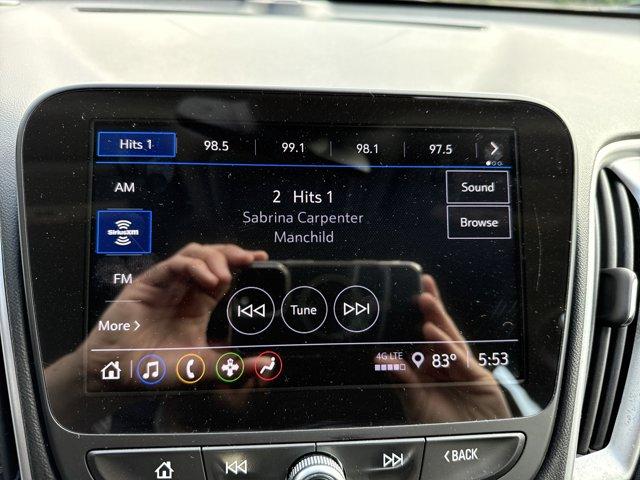 Hits 1 98.5 99.1 98.1 97.5
AM
2 Hits 1
Sound
Sabrina Carpenter
SiriusXM
Manchild
Browse
FM
Tune
More
4G LTE
83° 5:53
BACK